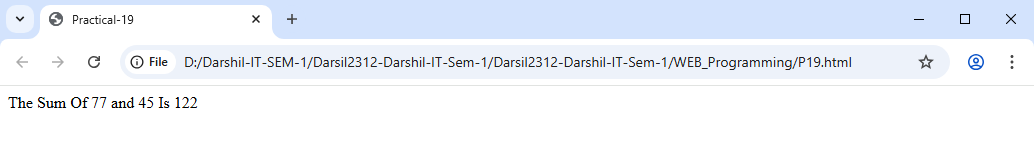 Practical-19
File D:/Darshil-IT-SEM-1/Darsil2312-Darshil-IT-Sem-1/Darsil2312-Darshil-IT-Sem-1/WEB_Programming/P19.html
The Sum Of 77 and 45 Is 122